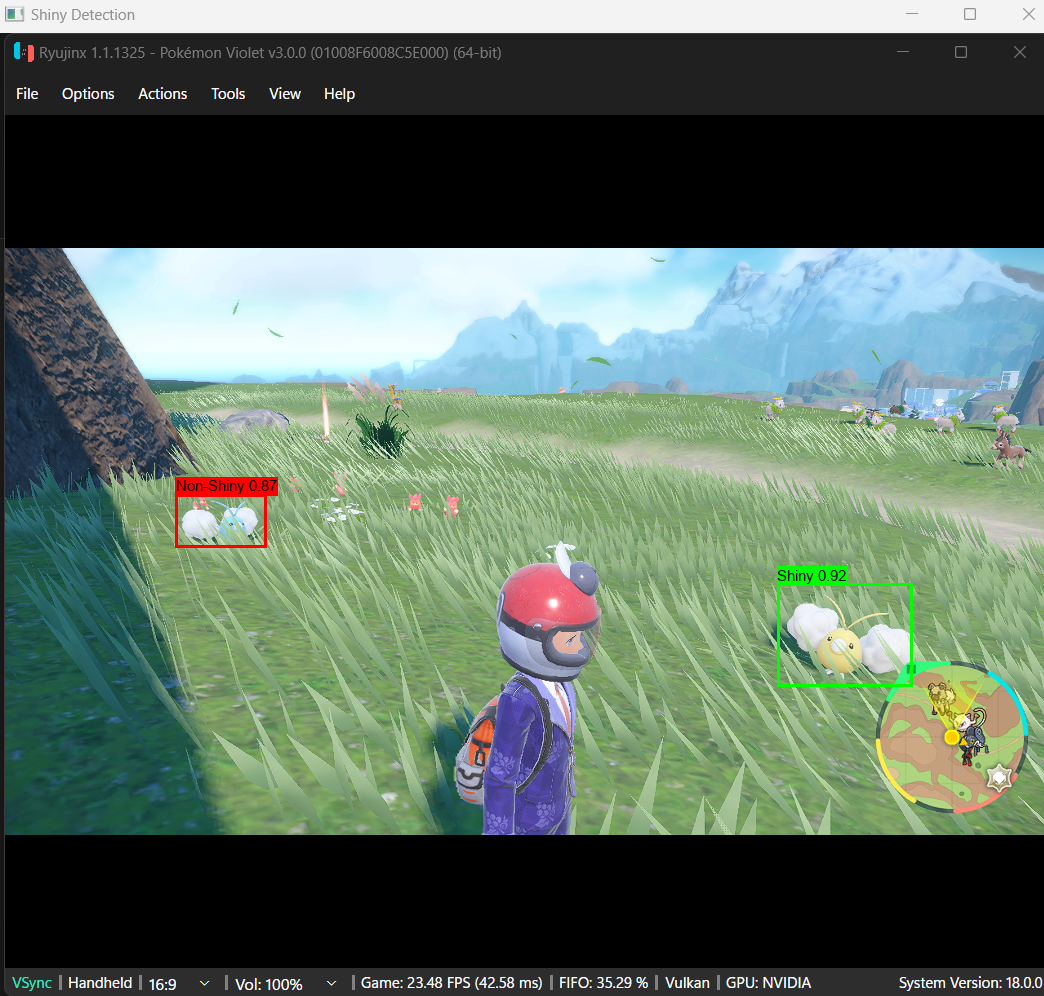 Shiny Detection
Ryujinx 1.1.1325 - Pokémon Violet v3.0.0 (01008F6008C5E000) (64-bit)
File Options Actions Tools View Help
Non-Shiny 0.87
Shiny 0.92
VSync | Handheld | 16:9 | Vol: 100% | Game: 23.48 FPS (42.58 ms) | FIFO: 35.29 % | Vulkan | GPU: NVIDIA System Version: 18.0.0